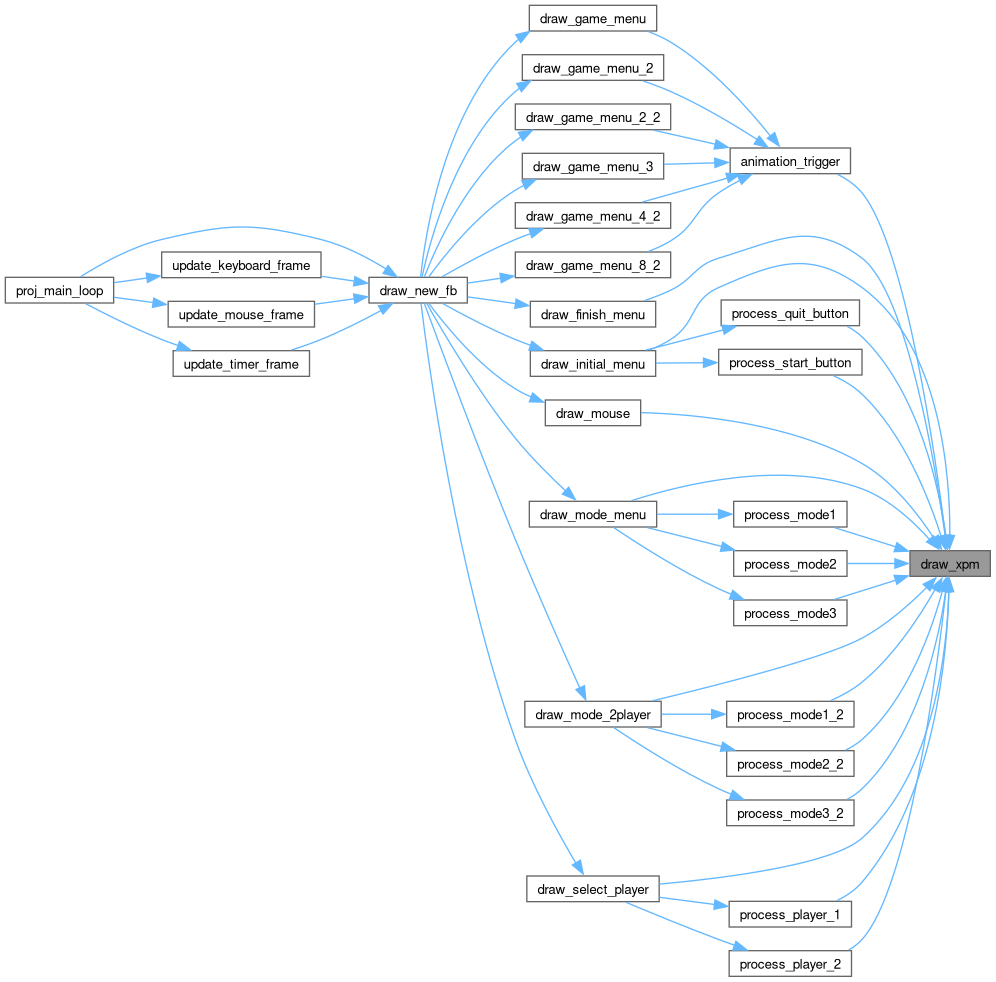 draw_game_menu
draw_game_menu_2
draw_game_menu_2_2
animation_trigger
draw_game_menu_3
draw_game_menu_4_2
update_keyboard_frame
draw_game_menu_8_2
proj_main_loop
draw_new_fb
update_mouse_frame
draw_finish_menu
process_quit_button
update_timer_frame
draw_initial_menu
process_start_button
draw_mouse
draw_mode_menu
process_mode1
process_mode2
draw_xpm
process_mode3
draw_mode_2player
process_mode1_2
process_mode2_2
process_mode3_2
draw_select_player
process_player_1
process_player_2